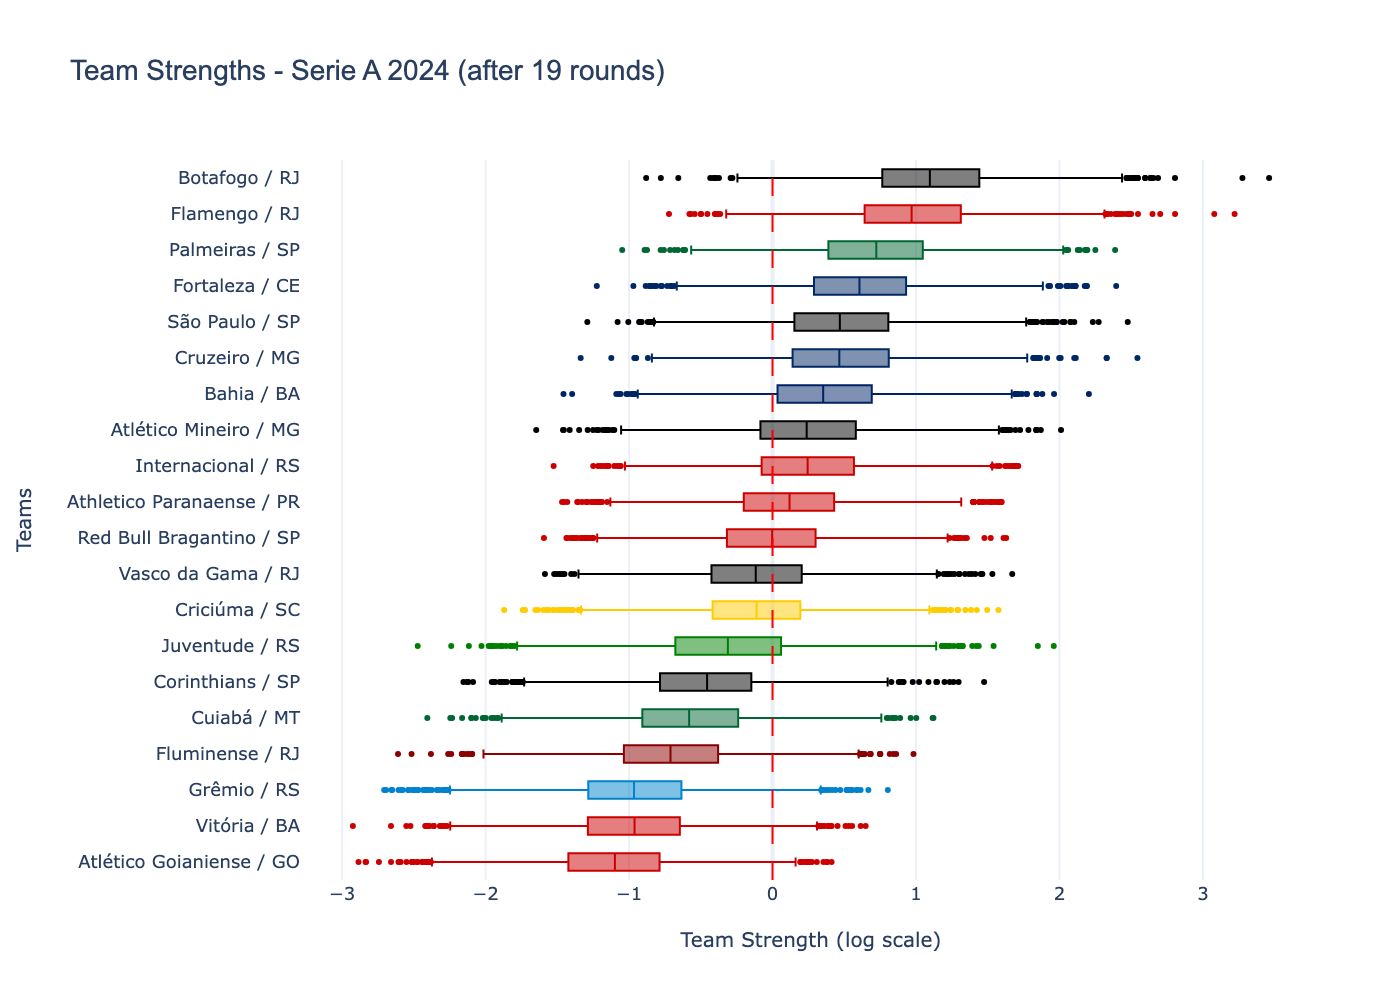 Team Strengths - Serie A 2024 (after 19 rounds)
Teams
Botafogo / RJ
Flamengo / RJ
Palmeiras / SP
Fortaleza / CE
São Paulo / SP
Cruzeiro / MG
Bahia / BA
Atlético Mineiro / MG
Internacional / RS
Athletico Paranaense / PR
Red Bull Bragantino / SP
Vasco da Gama / RJ
Criciúma / SC
Juventude / RS
Corinthians / SP
Cuiabá / MT
Fluminense / RJ
Grêmio / RS
Vitória / BA
Atlético Goianiense / GO
−3 −2 −1 0 1 2 3
Team Strength (log scale)